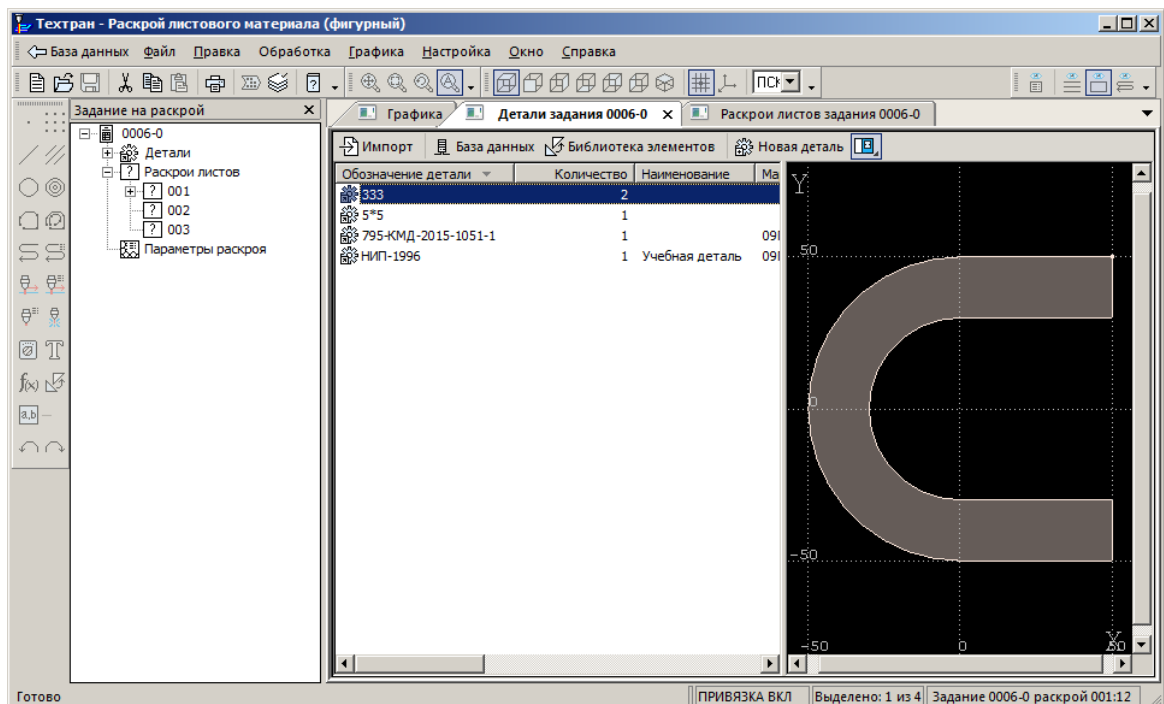 Техтран - Раскрой листового материала (фигурный)
База данных Файл Правка Обработка Графика Настройка Окно Справка
ПСК
Задание на раскрой x
Графика Детали задания 0006-0 x Раскрои листов задания 0006-0
0006-0
Детали
Раскрои листов
001
002
003
Параметры раскроя
Импорт База данных Библиотека элементов Новая деталь
Обозначение детали Количество Наименование Ма
333 2
5*5 1
795-КМД-2015-1051-1 1 09Г
НИП-1996 1 Учебная деталь 09Г
Y
50
0
-50
-50 0 50
X
f(x)
a,b
Готово
ПРИВЯЗКА ВКЛ Выделено: 1 из 4 Задание 0006-0 раскрой 001:12